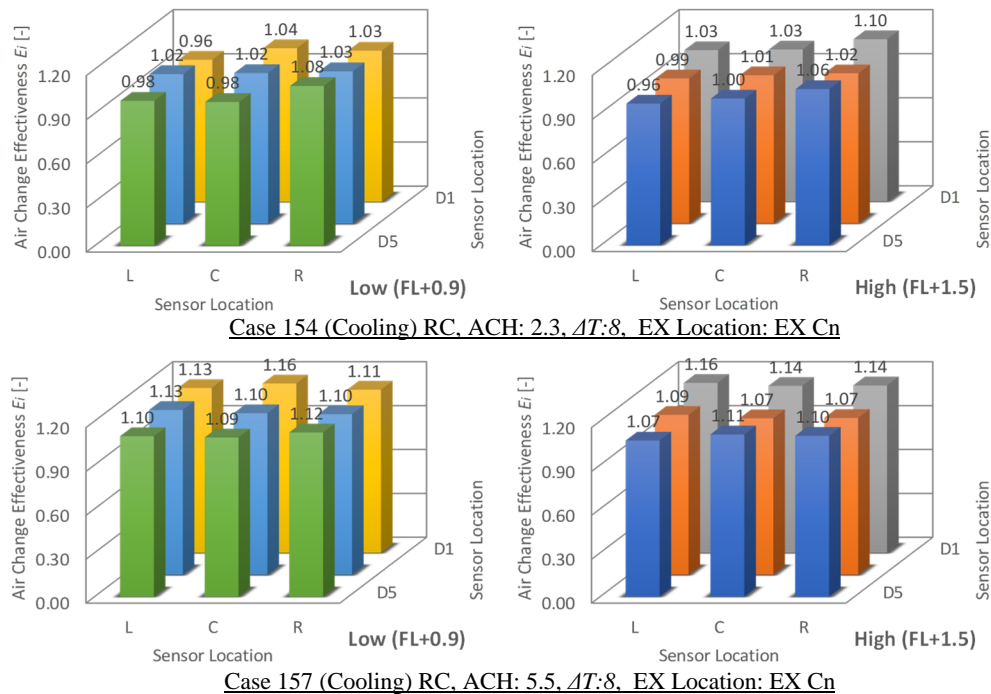 Air Change Effectiveness Ei [-]
1.20
0.90
0.60
0.30
0.00
0.96 1.04 1.03
1.02 1.02 1.03
0.98 0.98 1.08
D1
D5
Sensor Location
L C R
Sensor Location
Low (FL+0.9)
Air Change Effectiveness Ei [-]
1.20
0.90
0.60
0.30
0.00
1.03 1.03 1.10
0.99 1.01 1.02
0.96 1.00 1.06
D1
D5
Sensor Location
L C R
Sensor Location
High (FL+1.5)
Case 154 (Cooling) RC, ACH: 2.3, ΔT:8, EX Location: EX Cn
Air Change Effectiveness Ei [-]
1.20
0.90
0.60
0.30
0.00
1.13 1.16 1.11
1.13 1.10 1.10
1.10 1.09 1.12
D1
D5
Sensor Location
L C R
Sensor Location
Low (FL+0.9)
Air Change Effectiveness Ei [-]
1.20
0.90
0.60
0.30
0.00
1.16 1.14 1.14
1.09 1.07 1.07
1.07 1.11 1.10
D1
D5
Sensor Location
L C R
Sensor Location
High (FL+1.5)
Case 157 (Cooling) RC, ACH: 5.5, ΔT:8, EX Location: EX Cn